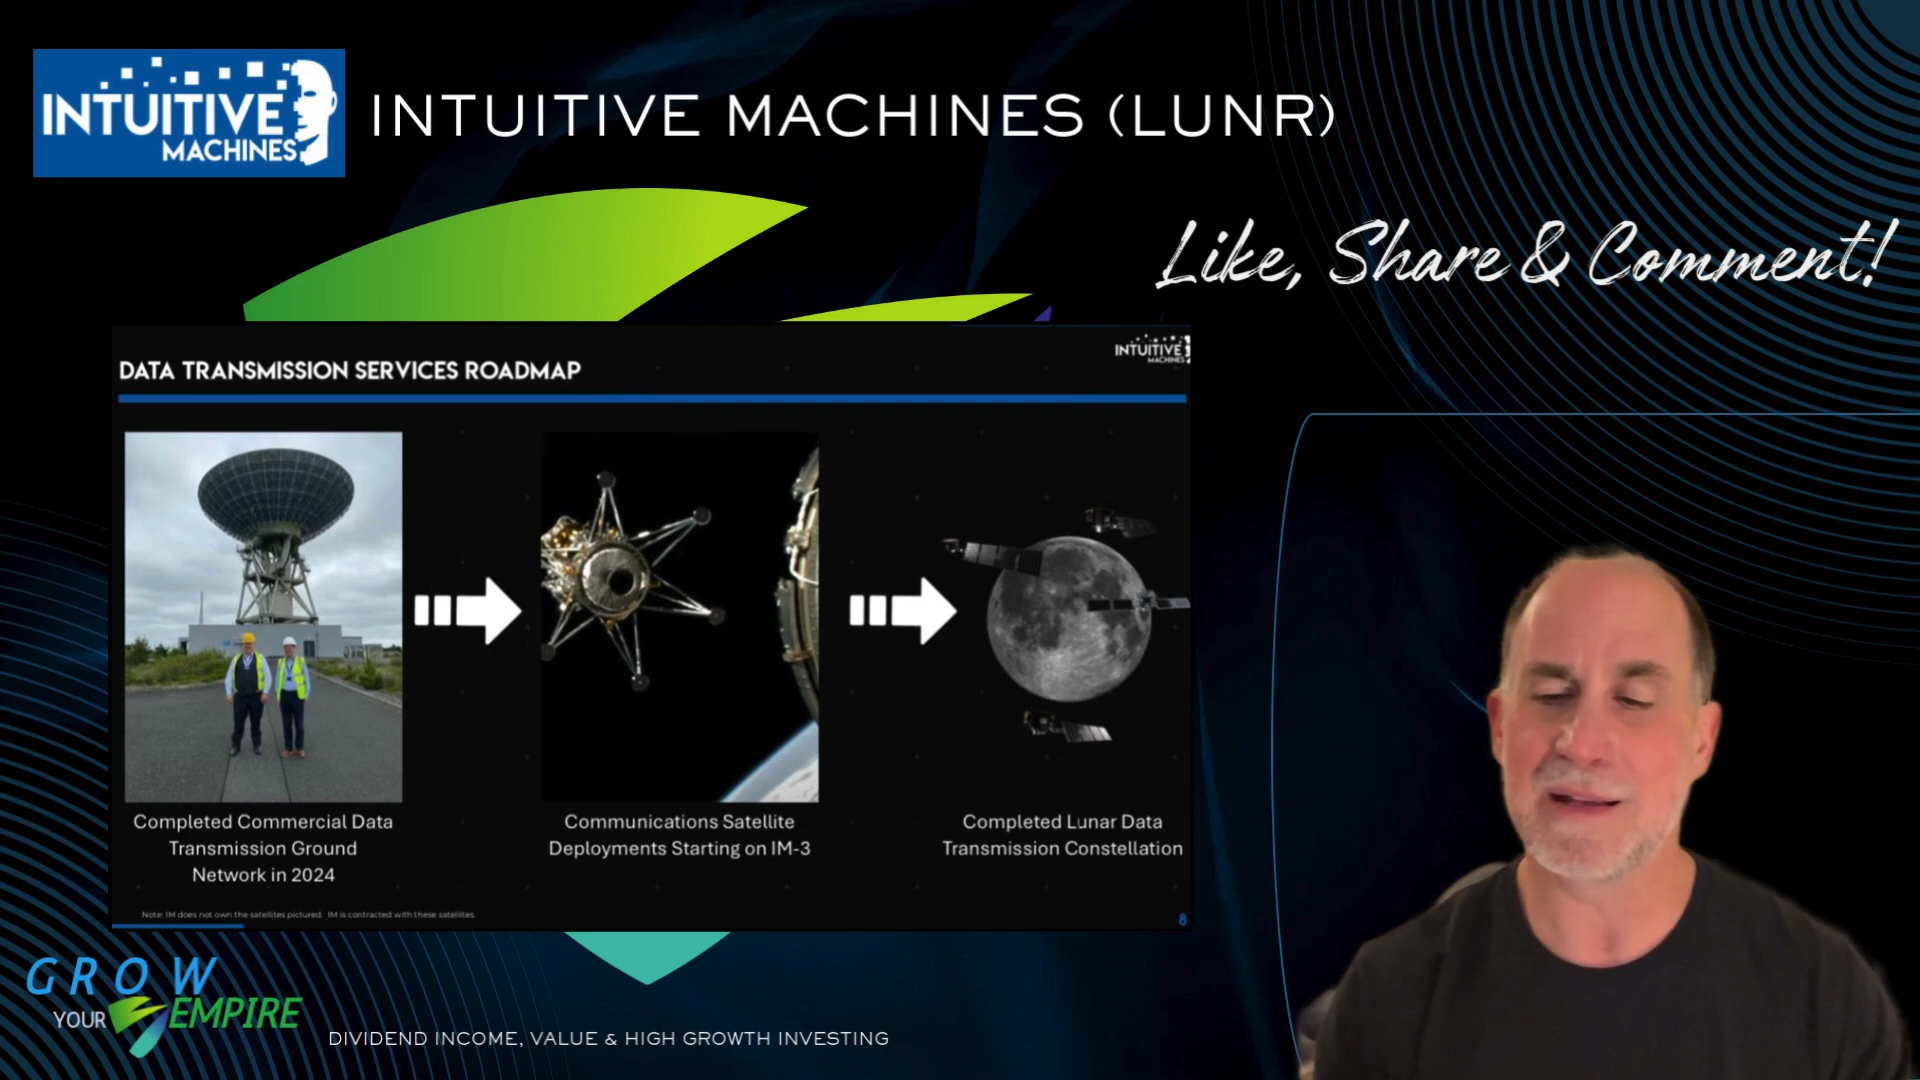 INTUITIVE
MACHINES
INTUITIVE MACHINES (LUNR)
Like, Share & Comment!
INTUITIVE
MACHINES
DATA TRANSMISSION SERVICES ROADMAP
Completed Commercial Data
Transmission Ground
Network in 2024
Communications Satellite
Deployments Starting on IM-3
Completed Lunar Data
Transmission Constellation
Note: IM does not own the satellites pictured. IM is contracted with these satellites.
8
GROW
YOUR EMPIRE
DIVIDEND INCOME, VALUE & HIGH GROWTH INVESTING